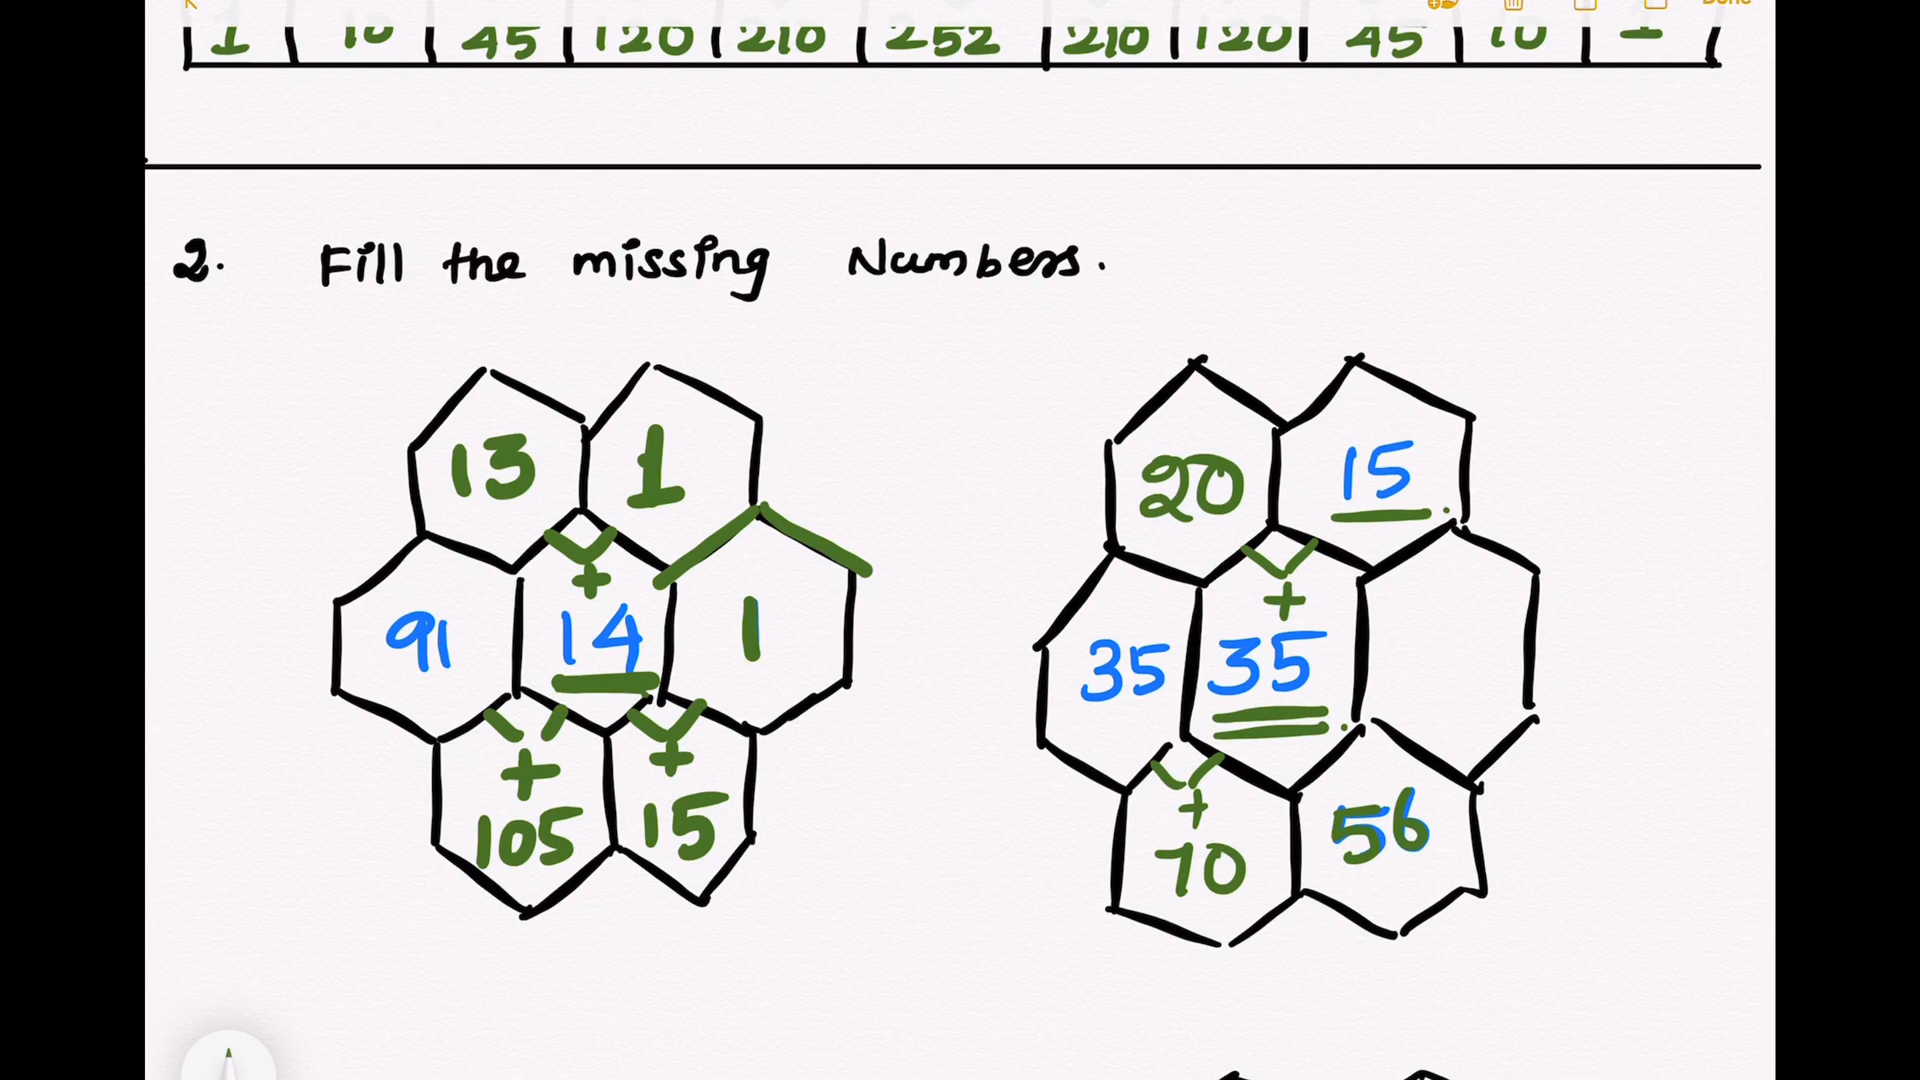 1 10 45 120 210 252 210 120 45 10 1
2. Fill the missing Numbers.
13 1
20 15
+ +
91 14 1
35 35
+ + +
105 15
70 56